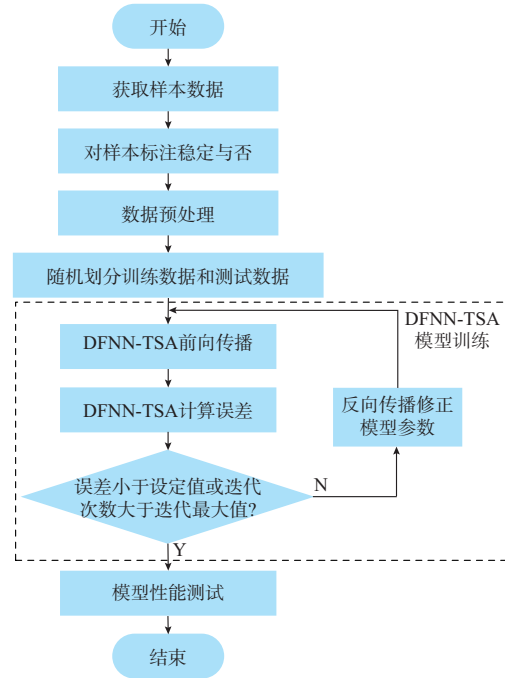 开始
获取样本数据
对样本标注稳定与否
数据预处理
随机划分训练数据和测试数据
DFNN-TSA
模型训练
DFNN-TSA前向传播
DFNN-TSA计算误差
反向传播修正
模型参数
误差小于设定值或迭代
次数大于迭代最大值?
N
Y
模型性能测试
结束